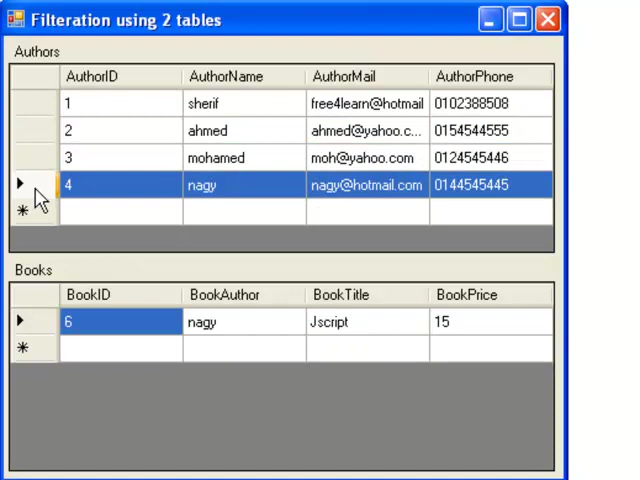 Filteration using 2 tables
Authors
AuthorID AuthorName AuthorMail AuthorPhone
1 sherif free4learn@hotmail 0102388508
2 ahmed ahmed@yahoo.c... 0154544555
3 mohamed moh@yahoo.com 0124545446
4 nagy nagy@hotmail.com 0144545445
Books
BookID BookAuthor BookTitle BookPrice
6 nagy Jscript 15